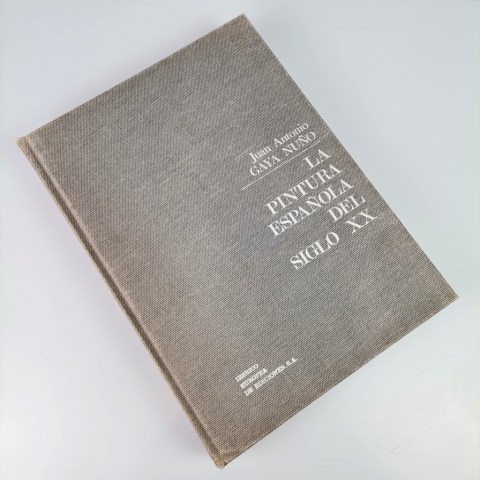 Juan Antonio
GAYA NUÑO
LA
PINTURA
ESPAÑOLA
DEL
SIGLO XX
IBERICO
EUROPEA
DE EDICIONES, S.A.